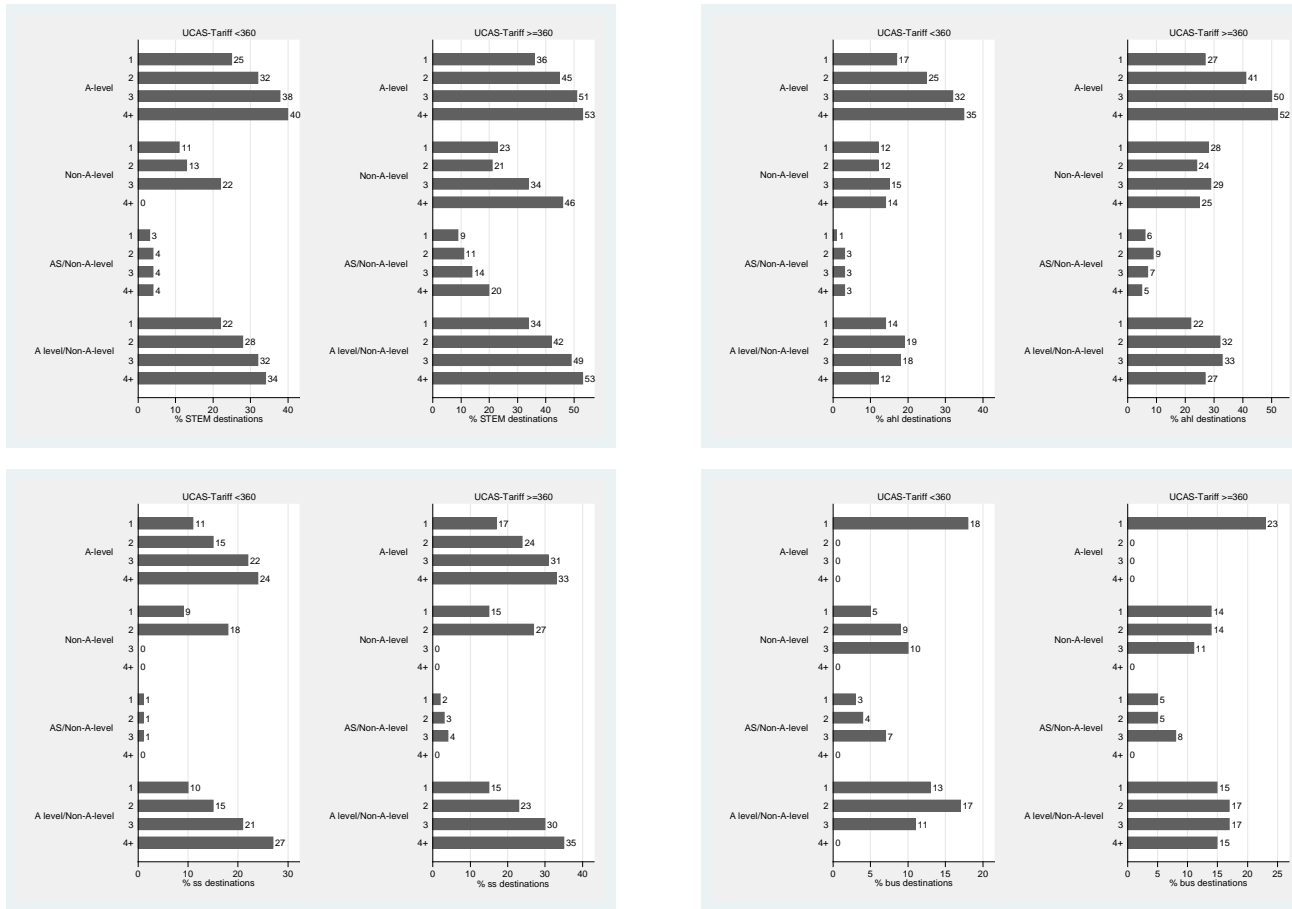 UCAS-Tariff <360
A-level
1 25
2 32
3 38
4+ 40
Non-A-level
1 11
2 13
3 22
4+ 0
AS/Non-A-level
1 3
2 4
3 4
4+ 4
A level/Non-A-level
1 22
2 28
3 32
4+ 34
0 10 20 30 40
% STEM destinations
UCAS-Tariff >=360
A-level
1 36
2 45
3 51
4+ 53
Non-A-level
1 23
2 21
3 34
4+ 46
AS/Non-A-level
1 9
2 11
3 14
4+ 20
A level/Non-A-level
1 34
2 42
3 49
4+ 53
0 10 20 30 40 50
% STEM destinations
UCAS-Tariff <360
A-level
1 17
2 25
3 32
4+ 35
Non-A-level
1 12
2 12
3 15
4+ 14
AS/Non-A-level
1 1
2 3
3 3
4+ 3
A level/Non-A-level
1 14
2 19
3 18
4+ 12
0 10 20 30 40
% ahl destinations
UCAS-Tariff >=360
A-level
1 27
2 41
3 50
4+ 52
Non-A-level
1 28
2 24
3 29
4+ 25
AS/Non-A-level
1 6
2 9
3 7
4+ 5
A level/Non-A-level
1 22
2 32
3 33
4+ 27
0 10 20 30 40 50
% ahl destinations
UCAS-Tariff <360
A-level
1 11
2 15
3 22
4+ 24
Non-A-level
1 9
2 18
3 0
4+ 0
AS/Non-A-level
1 1
2 1
3 1
4+ 0
A level/Non-A-level
1 10
2 15
3 21
4+ 27
0 10 20 30
% ss destinations
UCAS-Tariff >=360
A-level
1 17
2 24
3 31
4+ 33
Non-A-level
1 15
2 27
3 0
4+ 0
AS/Non-A-level
1 2
2 3
3 4
4+ 0
A level/Non-A-level
1 15
2 23
3 30
4+ 35
0 10 20 30 40
% ss destinations
UCAS-Tariff <360
A-level
1 18
2 0
3 0
4+ 0
Non-A-level
1 5
2 9
3 10
4+ 0
AS/Non-A-level
1 3
2 4
3 7
4+ 0
A level/Non-A-level
1 13
2 17
3 11
4+ 0
0 5 10 15 20
% bus destinations
UCAS-Tariff >=360
A-level
1 23
2 0
3 0
4+ 0
Non-A-level
1 14
2 14
3 11
4+ 0
AS/Non-A-level
1 5
2 5
3 8
4+ 0
A level/Non-A-level
1 15
2 17
3 17
4+ 15
0 5 10 15 20 25
% bus destinations